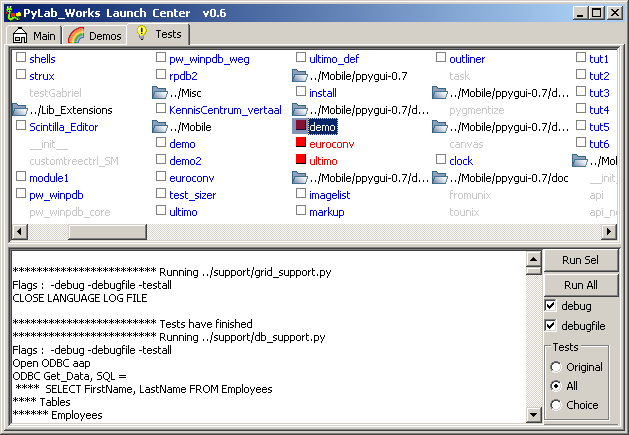 PyLab_Works Launch Center v0.6
Main
Demos
Tests
shells
strux
testGabriel
../Lib_Extensions
Scintilla_Editor
__init__
customtreectrl_SM
module1
pw_winpdb
pw_winpdb_core
pw_winpdb_weg
rpdb2
../Misc
KennisCentrum_vertaal
../Mobile
demo
demo2
euroconv
test_sizer
ultimo
ultimo_def
../Mobile/ppygui-0.7
install
../Mobile/ppygui-0.7/d...
demo
euroconv
ultimo
../Mobile/ppygui-0.7/d...
imagelist
markup
outliner
task
../Mobile/ppygui-0.7/do...
pygmentize
../Mobile/ppygui-0.7/do...
canvas
clock
../Mobile/ppygui-0.7/doc
fromunix
tounix
tut1
tut2
tut3
tut4
tut5
tut6
../Mol
__init__
api
api_n
************************ Running ../support/grid_support.py
Flags : -debug -debugfile -testall
CLOSE LANGUAGE LOG FILE
************************ Tests have finished
************************ Running ../support/db_support.py
Flags : -debug -debugfile -testall
Open ODBC aap
ODBC Get_Data, SQL =
**** SELECT FirstName, LastName FROM Employees
**** Tables
****** Employees
Run Sel
Run All
debug
debugfile
Tests
Original
All
Choice